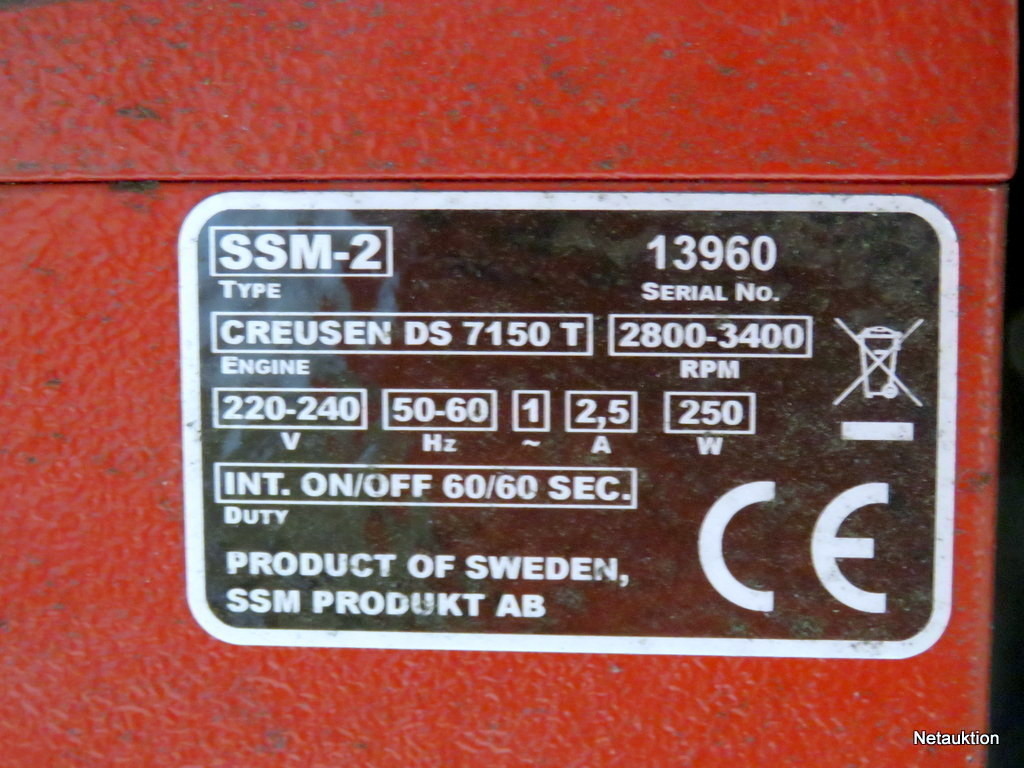 SSM-2 13960
TYPE SERIAL NO.
CREUSEN DS 7150 T 2800-3400
ENGINE RPM
220-240 50-60 1 2,5 250
V Hz ~ A W
INT. ON/OFF 60/60 SEC.
DUTY
CE
PRODUCT OF SWEDEN,
SSM PRODUKT AB
Netauktion